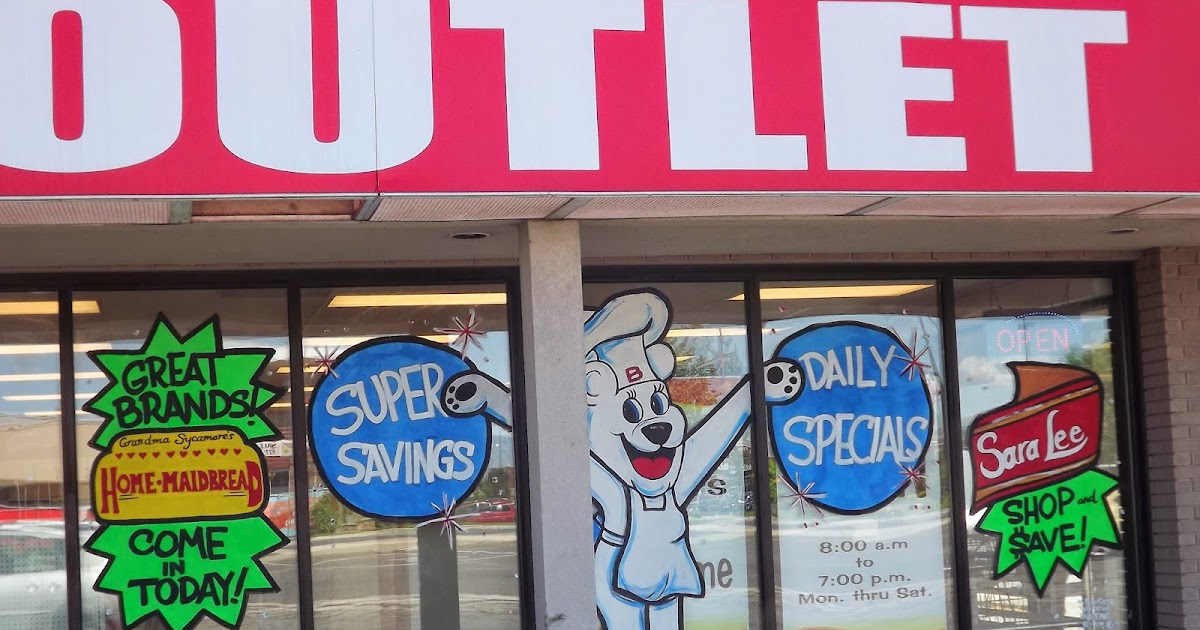 OUTLET
GREAT
BRANDS!
Grandma Sycamore's
HOME-MAIDBREAD
COME
IN
TODAY!
SUPER
SAVINGS
B
DAILY
SPECIALS
8:00 a.m
to
7:00 p.m.
Mon. thru Sat.
OPEN
Sara Lee
SHOP and
$AVE!